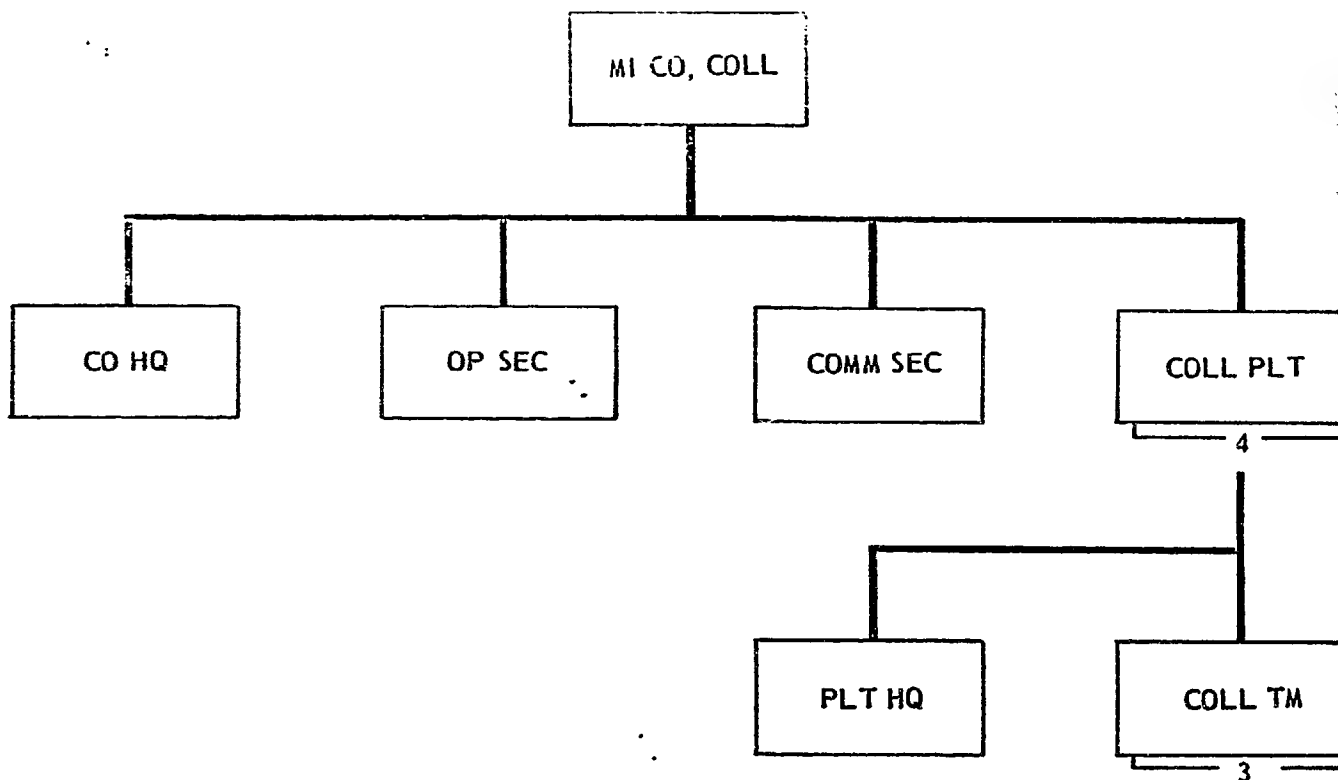 MI CO, COLL
CO HQ
OP SEC
COMM SEC
COLL PLT
4
PLT HQ
COLL TM
3